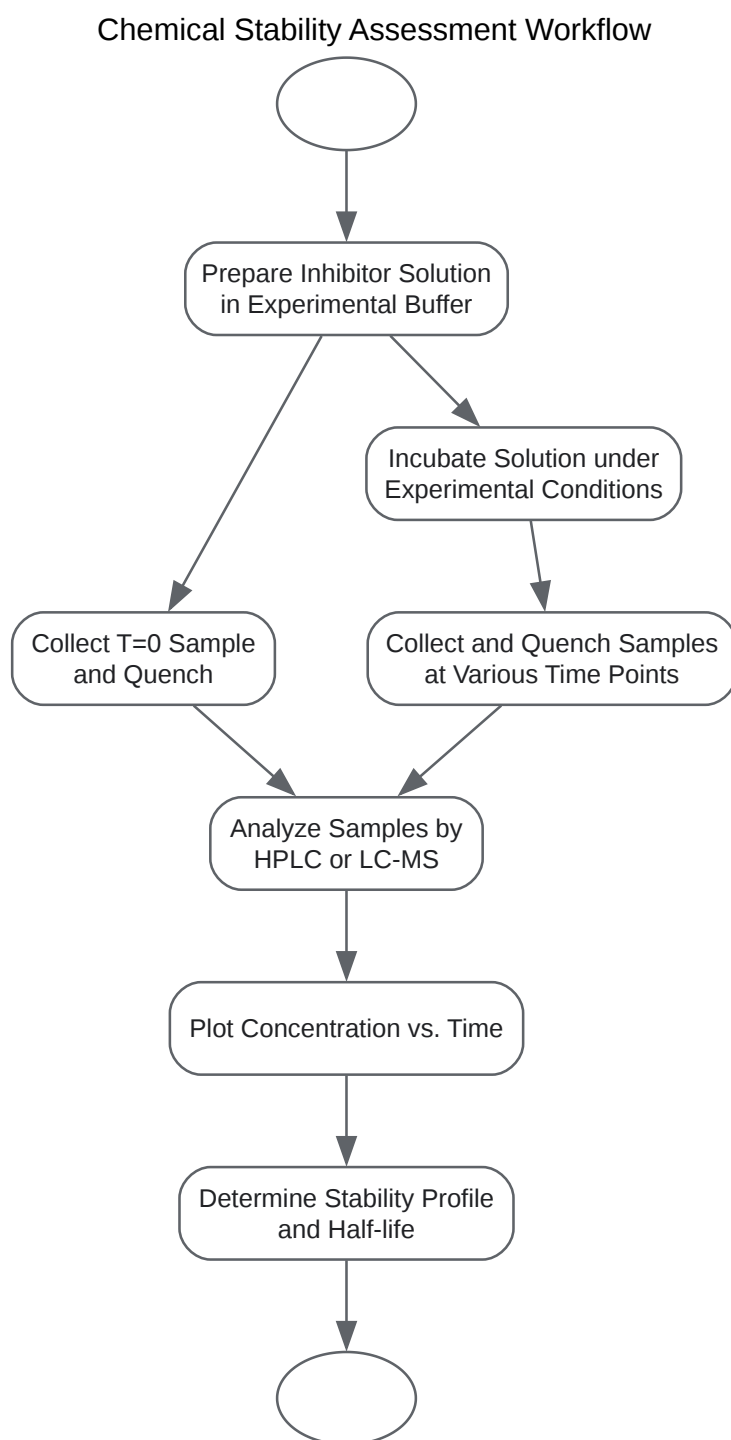 Chemical Stability Assessment Workflow
Prepare Inhibitor Solution
in Experimental Buffer
Incubate Solution under
Experimental Conditions
Collect T=0 Sample
and Quench
Collect and Quench Samples
at Various Time Points
Analyze Samples by
HPLC or LC-MS
Plot Concentration vs. Time
Determine Stability Profile
and Half-life